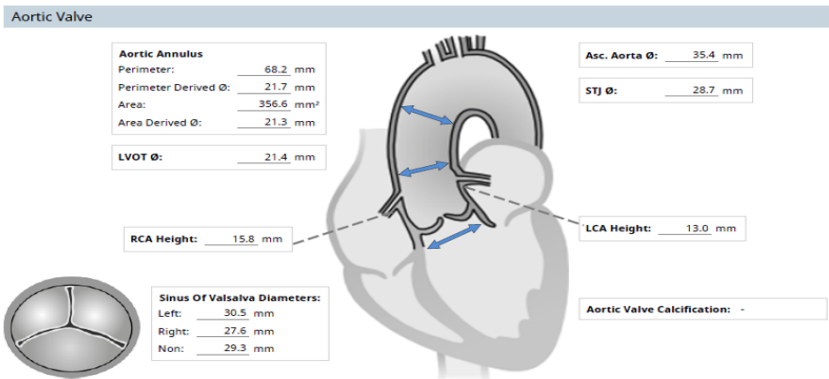 Aortic Valve
Aortic Annulus
Perimeter: 68.2 mm
Perimeter Derived Ø: 21.7 mm
Area: 356.6 mm²
Area Derived Ø: 21.3 mm
LVOT Ø: 21.4 mm
Asc. Aorta Ø: 35.4 mm
STJ Ø: 28.7 mm
RCA Height: 15.8 mm
LCA Height: 13.0 mm
Sinus Of Valsalva Diameters:
Left: 30.5 mm
Right: 27.6 mm
Non: 29.3 mm
Aortic Valve Calcification: -